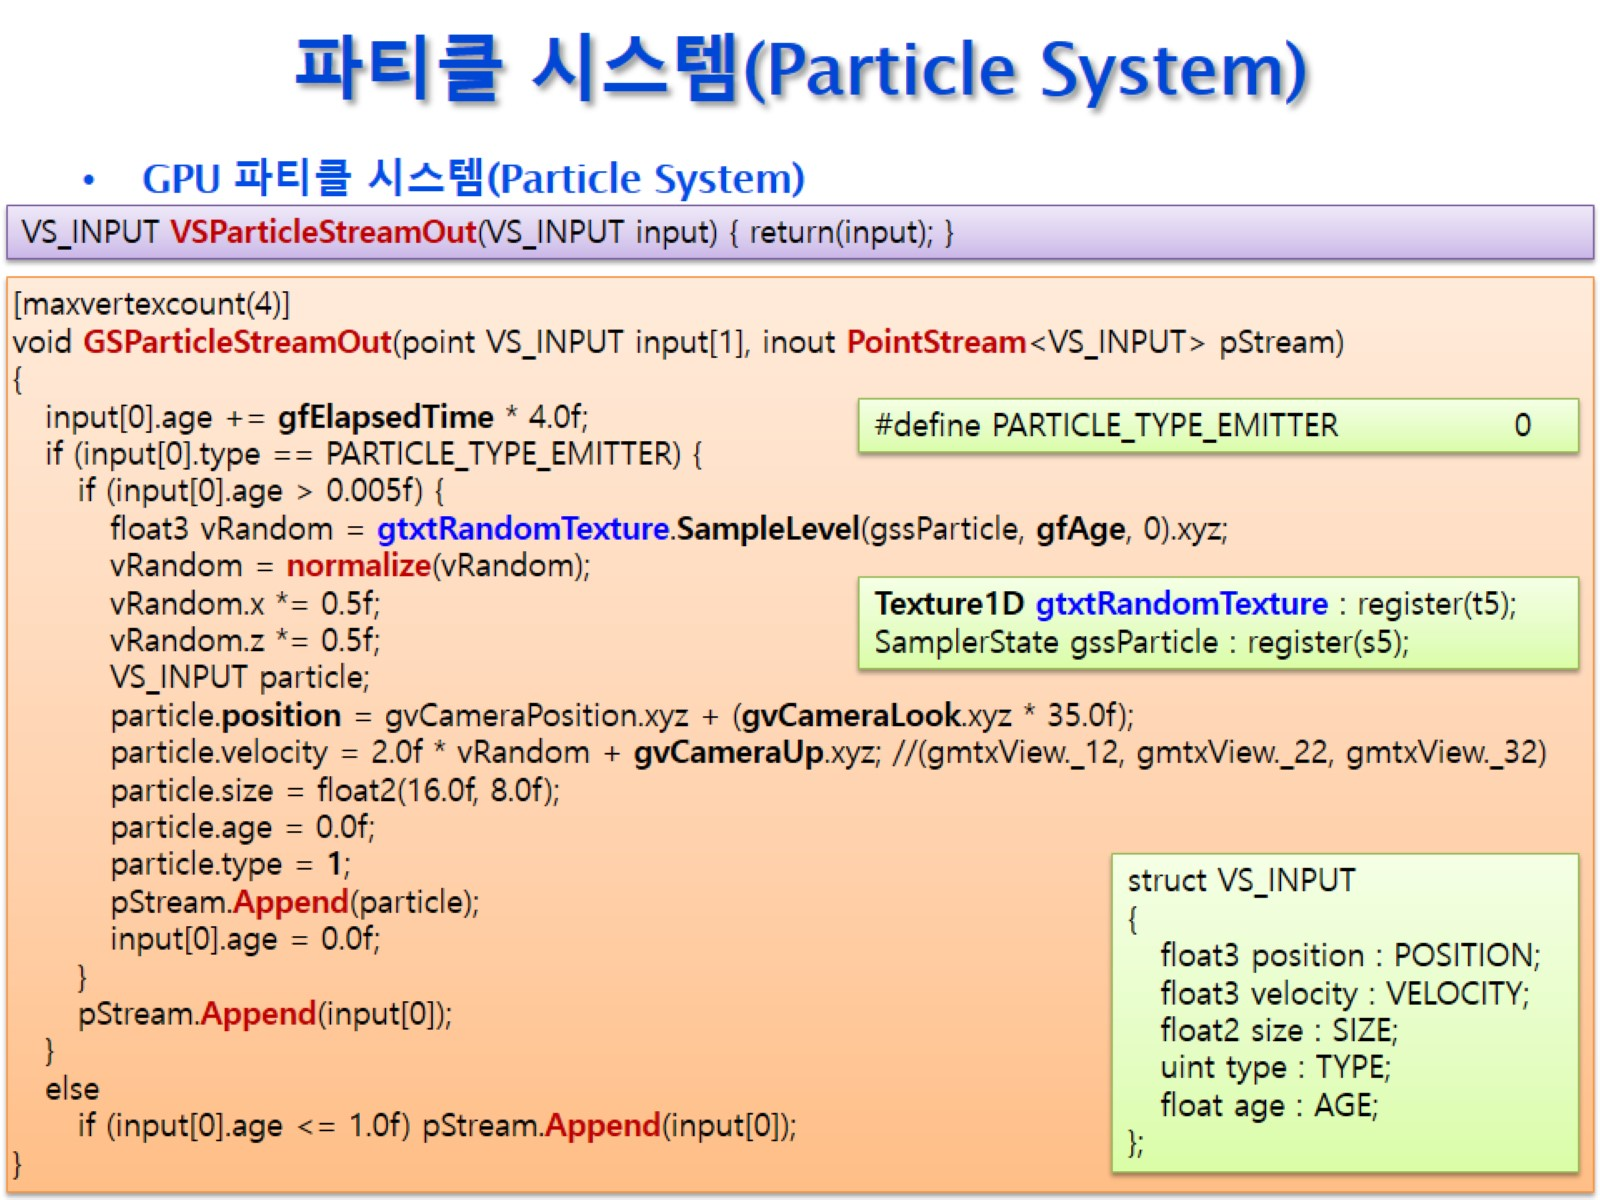 파티클 시스템(Particle System)
• GPU 파티클 시스템(Particle System)
VS_INPUT VSParticleStreamOut(VS_INPUT input) { return(input); }
[maxvertexcount(4)]
void GSParticleStreamOut(point VS_INPUT input[1], inout PointStream<VS_INPUT> pStream)
{
input[0].age += gfElapsedTime * 4.0f;
if (input[0].type == PARTICLE_TYPE_EMITTER) {
if (input[0].age > 0.005f) {
float3 vRandom = gtxtRandomTexture.SampleLevel(gssParticle, gfAge, 0).xyz;
vRandom = normalize(vRandom);
vRandom.x *= 0.5f;
vRandom.z *= 0.5f;
VS_INPUT particle;
particle.position = gvCameraPosition.xyz + (gvCameraLook.xyz * 35.0f);
particle.velocity = 2.0f * vRandom + gvCameraUp.xyz; //(gmtxView._12, gmtxView._22, gmtxView._32)
particle.size = float2(16.0f, 8.0f);
particle.age = 0.0f;
particle.type = 1;
pStream.Append(particle);
input[0].age = 0.0f;
}
pStream.Append(input[0]);
}
else
if (input[0].age <= 1.0f) pStream.Append(input[0]);
}
#define PARTICLE_TYPE_EMITTER 0
Texture1D gtxtRandomTexture : register(t5);
SamplerState gssParticle : register(s5);
struct VS_INPUT
{
float3 position : POSITION;
float3 velocity : VELOCITY;
float2 size : SIZE;
uint type : TYPE;
float age : AGE;
};